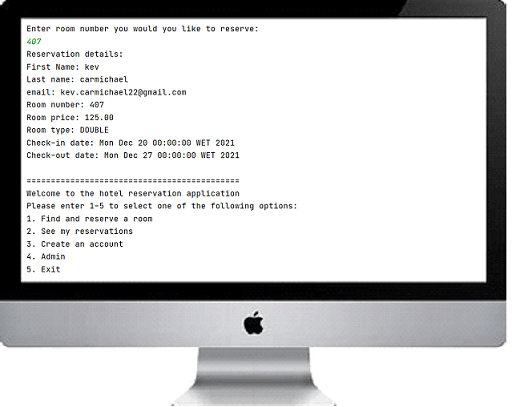 Enter room number you would you like to reserve:
407
Reservation details:
First Name: kev
Last name: carmichael
email: kev.carmichael22@gmail.com
Room number: 407
Room price: 125.00
Room type: DOUBLE
Check-in date: Mon Dec 20 00:00:00 WET 2021
Check-out date: Mon Dec 27 00:00:00 WET 2021
===========================================
Welcome to the hotel reservation application
Please enter 1-5 to select one of the following options:
1. Find and reserve a room
2. See my reservations
3. Create an account
4. Admin
5. Exit